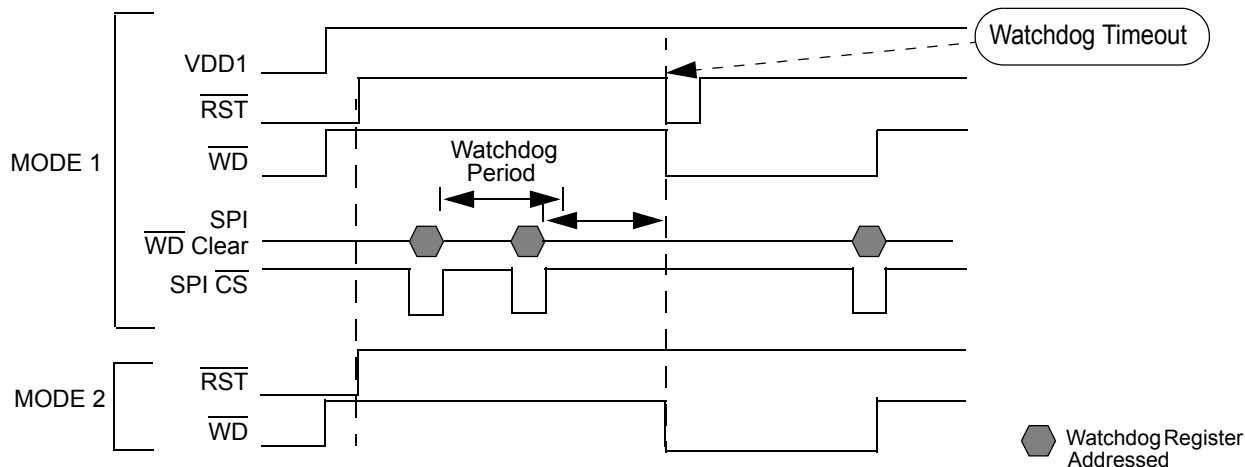 Watchdog Timeout
MODE 1
VDD1
RST
WD
Watchdog
Period
SPI
WD Clear
SPI CS
MODE 2
RST
WD
Watchdog Register
Addressed